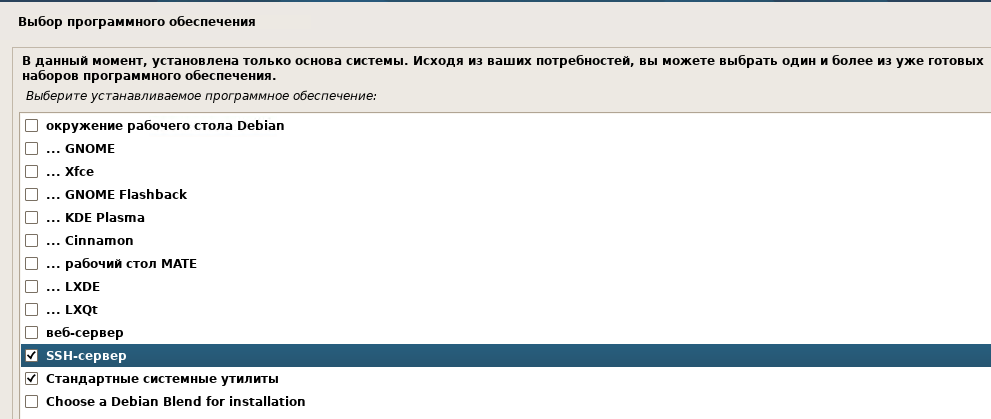 Выбор программного обеспечения
В данный момент, установлена только основа системы. Исходя из ваших потребностей, вы можете выбрать один и более из уже готовых
наборов программного обеспечения.
Выберите устанавливаемое программное обеспечение:
окружение рабочего стола Debian
... GNOME
... Xfce
... GNOME Flashback
... KDE Plasma
... Cinnamon
... рабочий стол MATE
... LXDE
... LXQt
веб-сервер
SSH-сервер
Стандартные системные утилиты
Choose a Debian Blend for installation